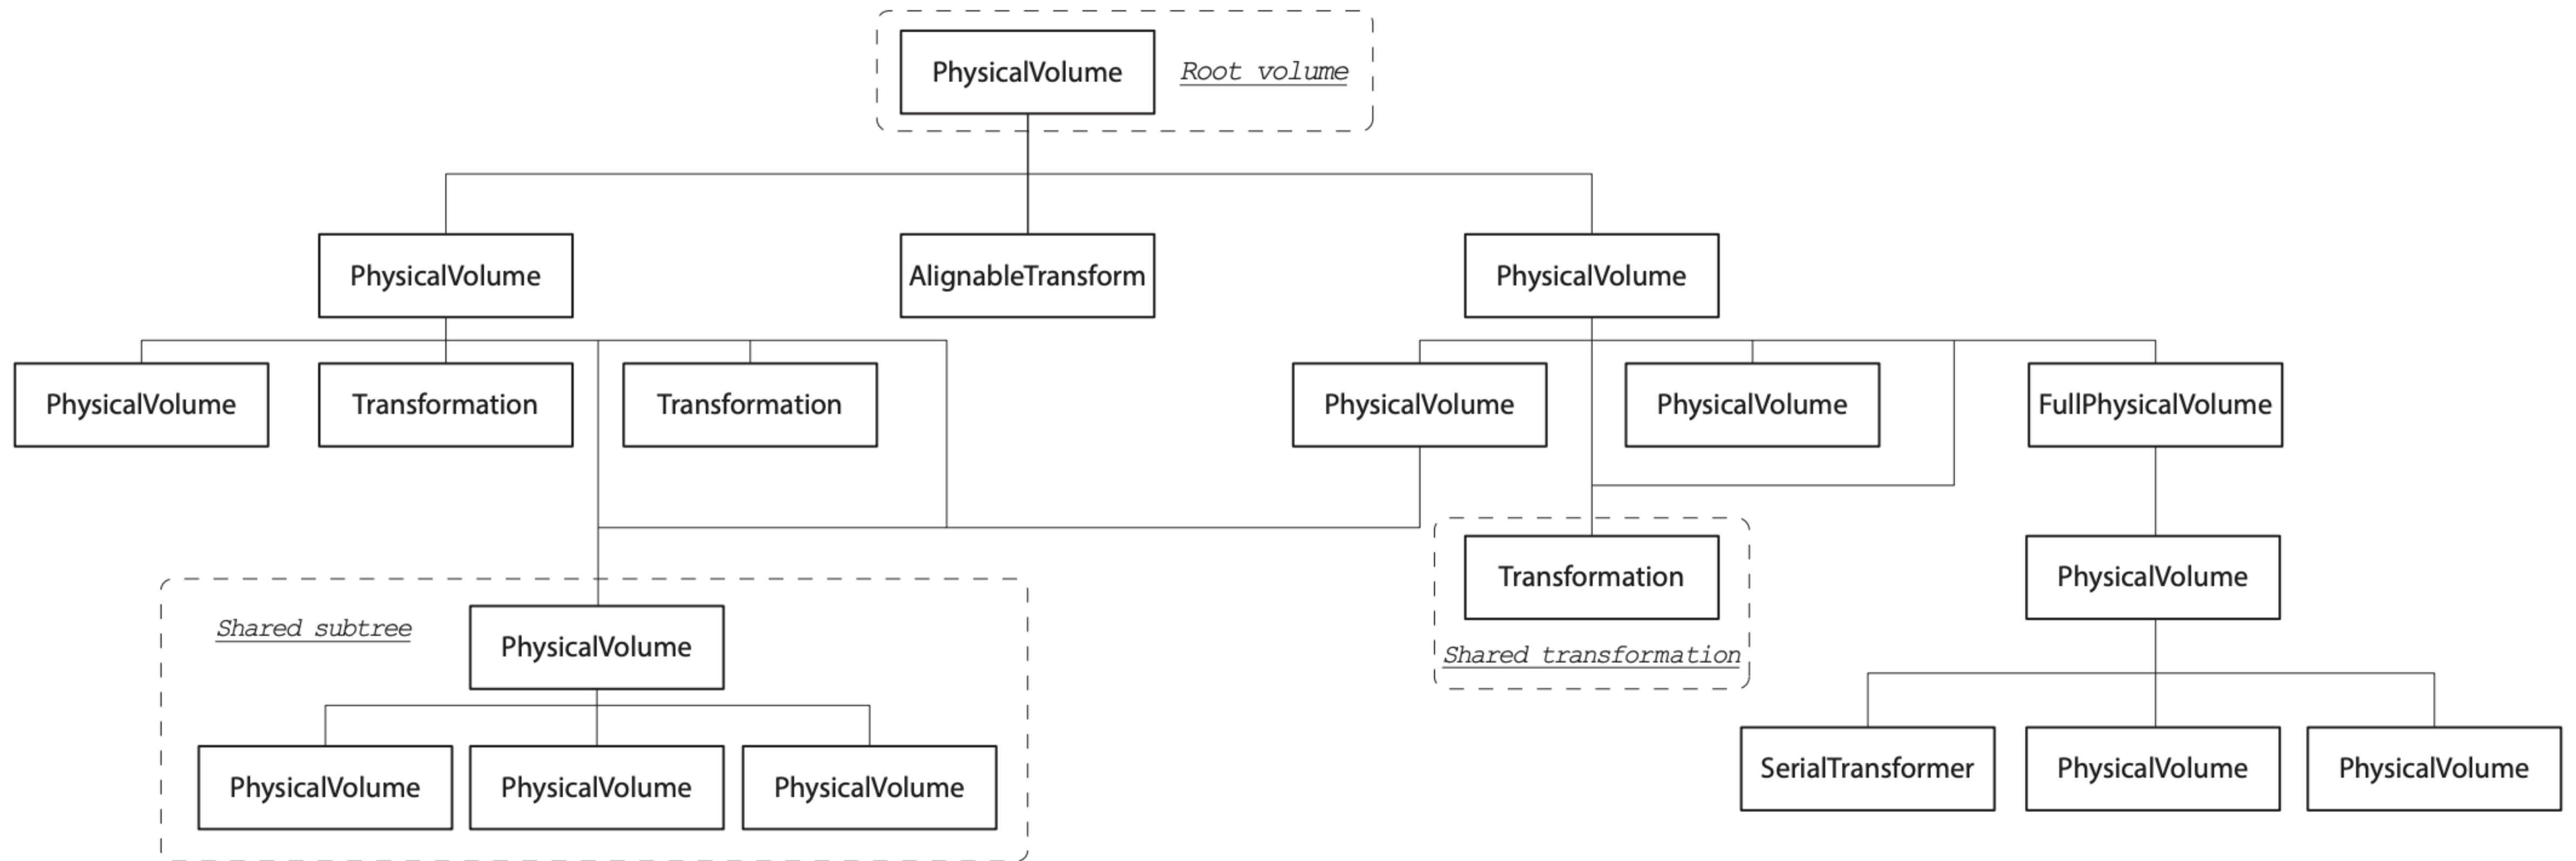 PhysicalVolume
Root volume
PhysicalVolume
AlignableTransform
PhysicalVolume
PhysicalVolume
Transformation
Transformation
PhysicalVolume
PhysicalVolume
FullPhysicalVolume
Transformation
Shared transformation
PhysicalVolume
Shared subtree
PhysicalVolume
PhysicalVolume
PhysicalVolume
PhysicalVolume
SerialTransformer
PhysicalVolume
PhysicalVolume